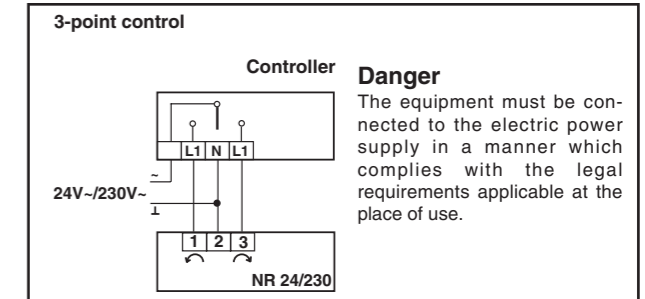 3-point control
Controller
L1 N L1
~
24V~/230V~
⊥
1 2 3
NR 24/230
Danger
The equipment must be con-
nected to the electric power
supply in a manner which
complies with the legal
requirements applicable at the
place of use.